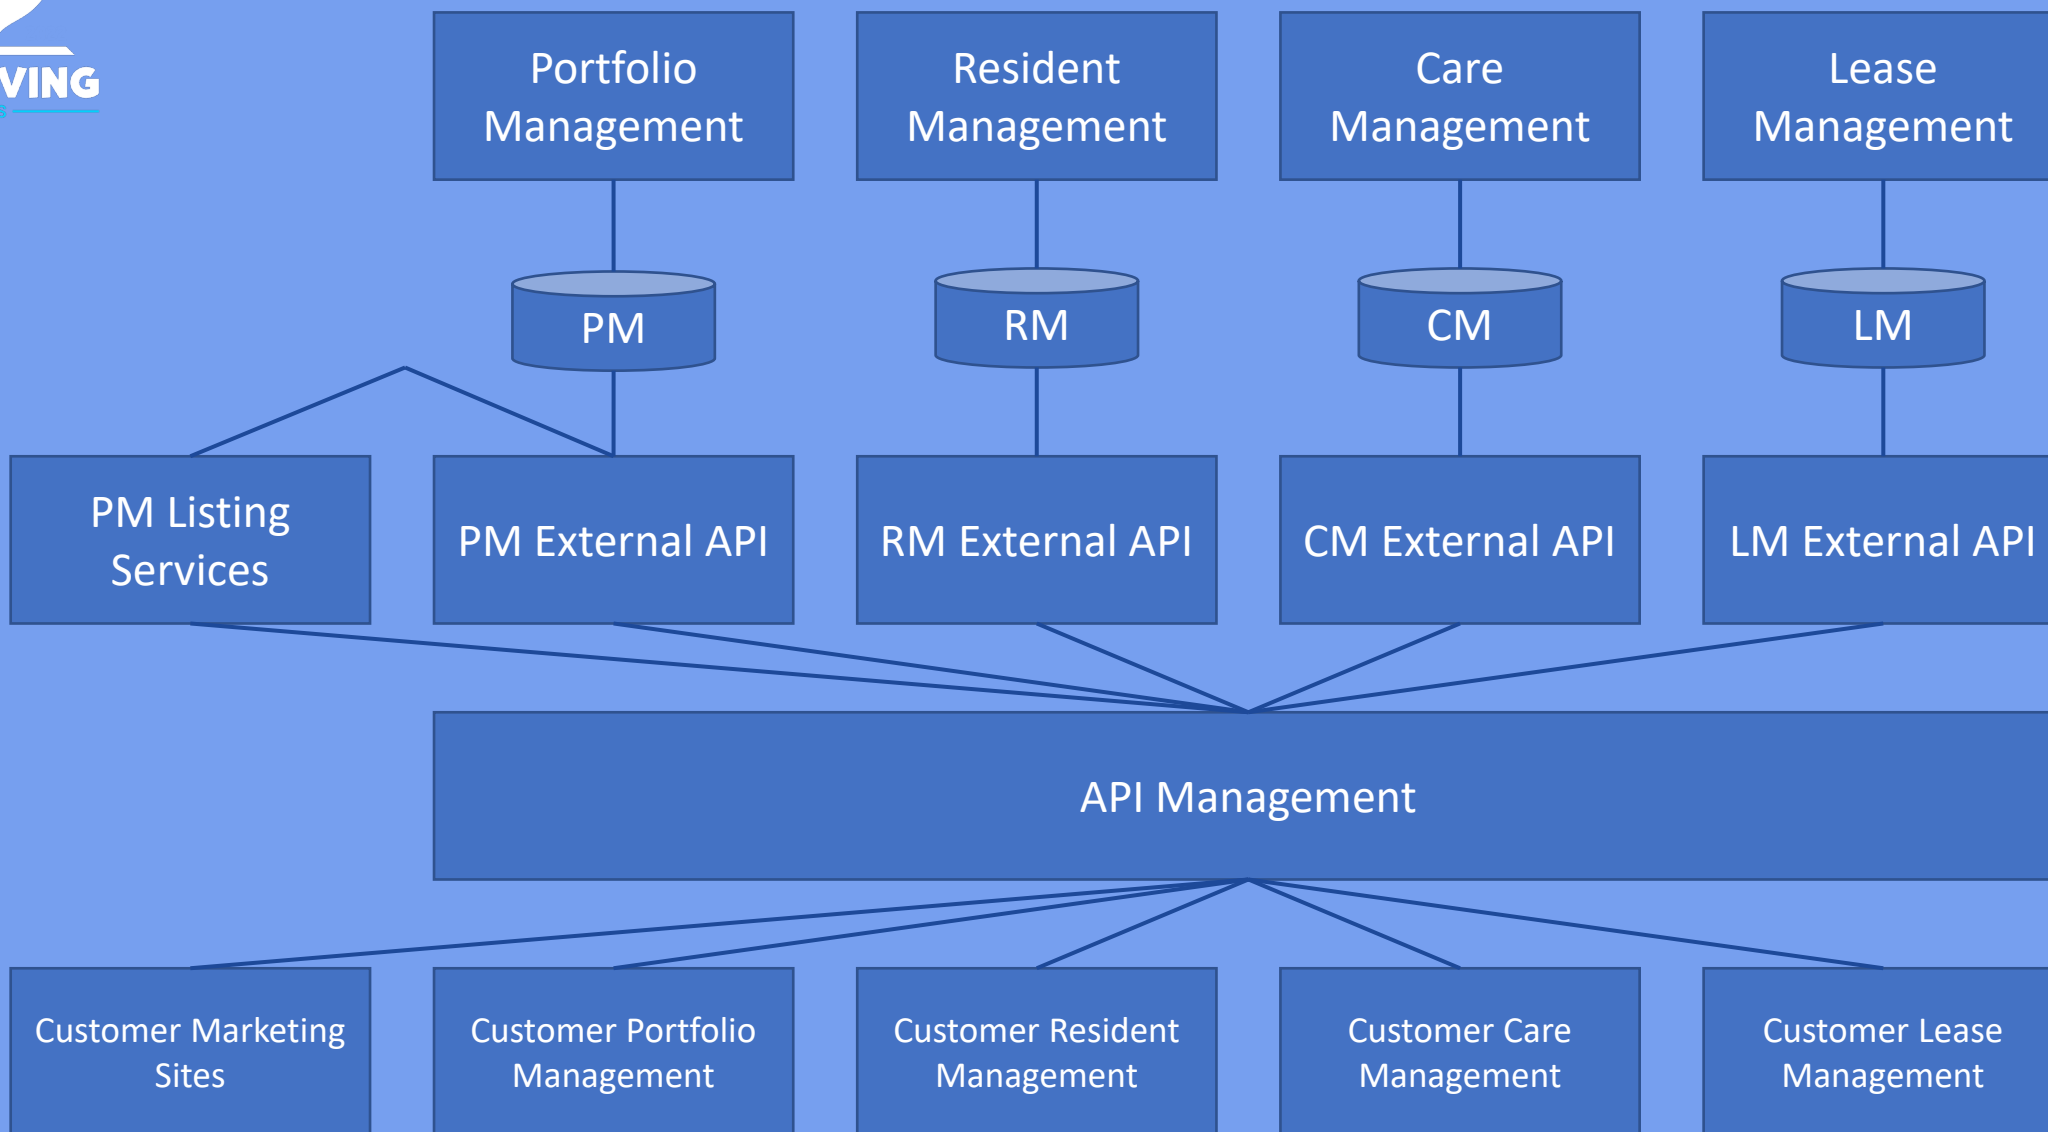 VING
S
Portfolio
Management
Resident
Management
Care
Management
Lease
Management
PM
RM
CM
LM
PM Listing
Services
PM External API
RM External API
CM External API
LM External API
API Management
Customer Marketing
Sites
Customer Portfolio
Management
Customer Resident
Management
Customer Care
Management
Customer Lease
Management